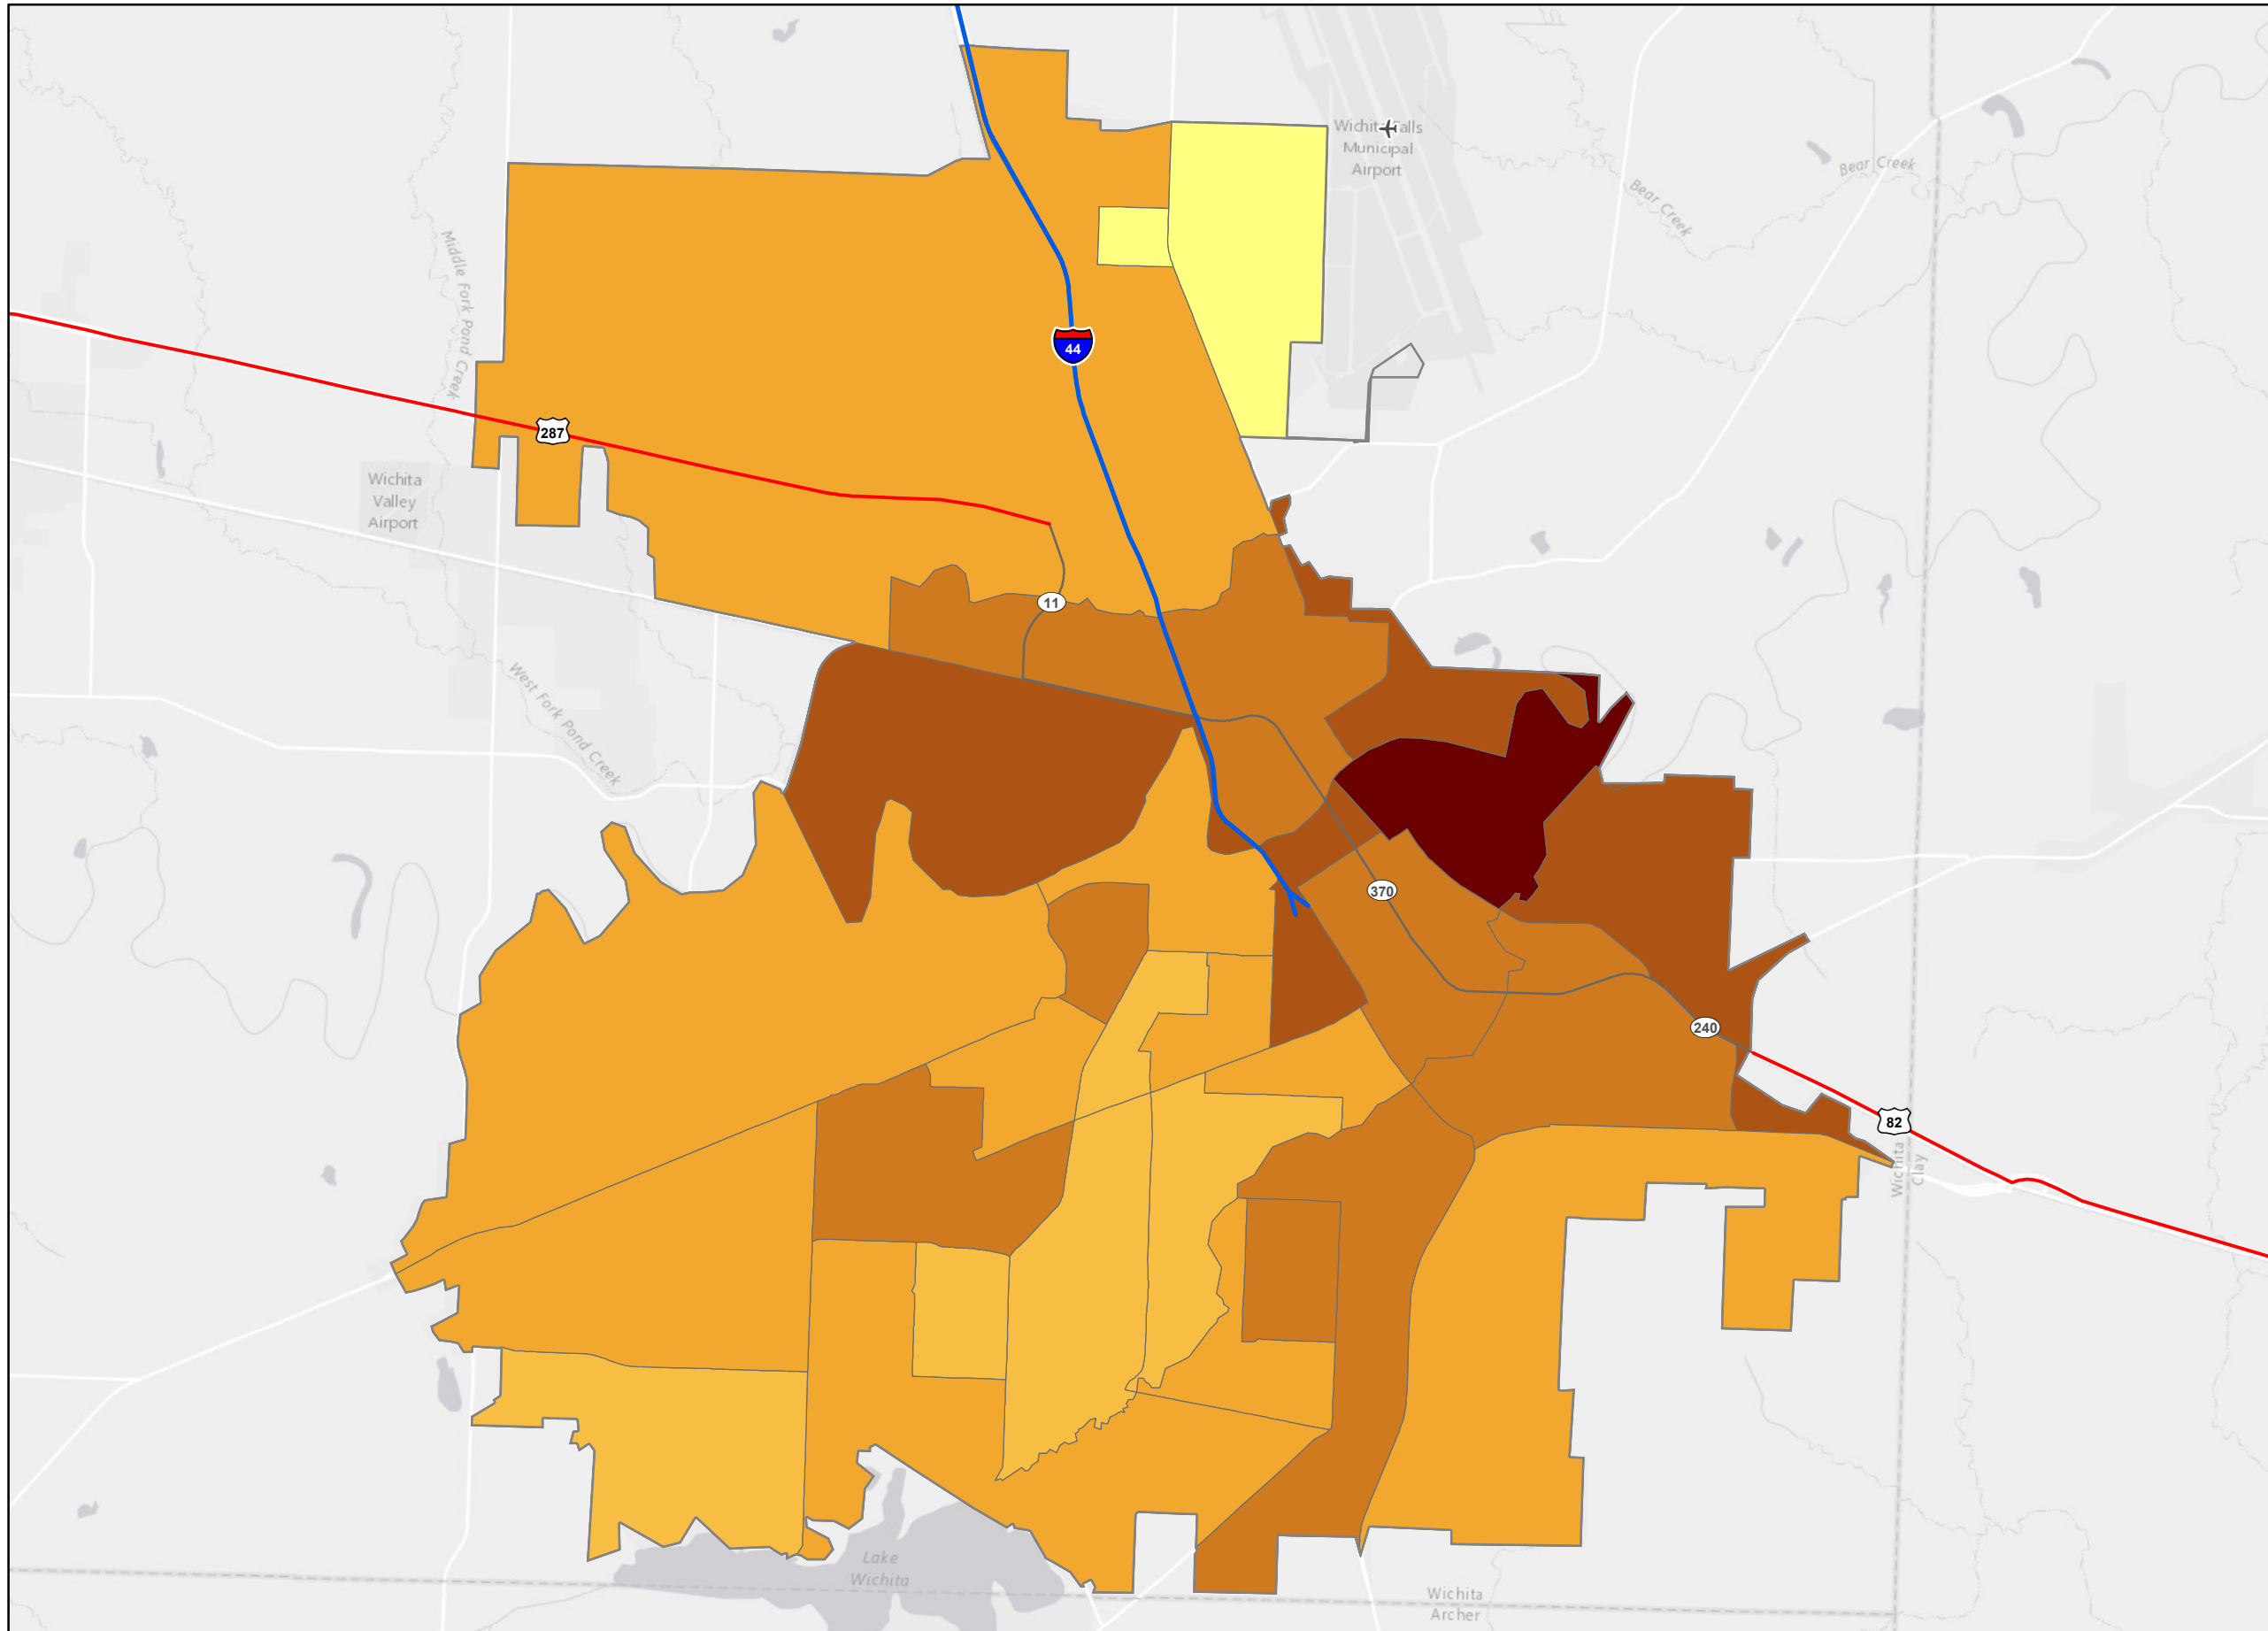 Wichita Falls
Municipal
Airport
Bear Creek
Bear Creek
Middle Fork Pond Creek
44
287
Wichita
Valley
Airport
11
West Fork Pond Creek
370
240
82
Wichita
Clay
Lake
Wichita
Wichita
Archer